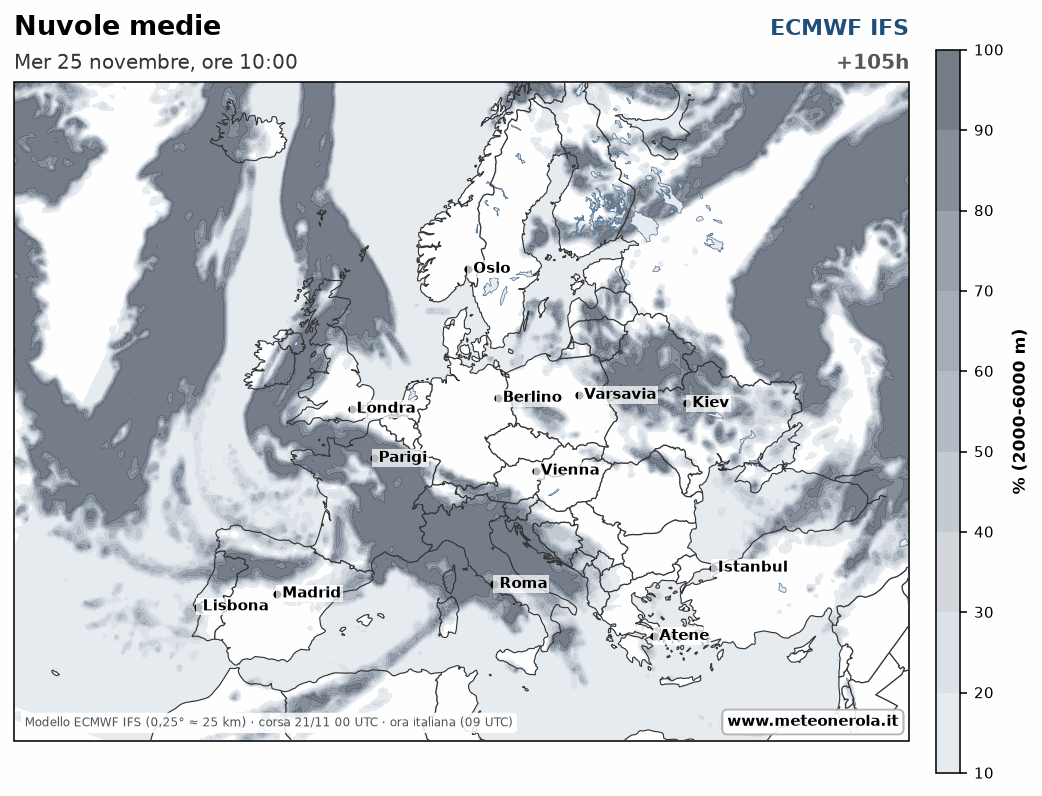 Nuvole medie
ECMWF IFS
Mer 25 novembre, ore 10:00
+105h
100
90
80
70
60
50
40
30
20
10
% (2000-6000 m)
Oslo
Londra
Berlino
Varsavia
Kiev
Parigi
Vienna
Istanbul
Roma
Madrid
Lisbona
Atene
Modello ECMWF IFS (0,25° ≈ 25 km) · corsa 21/11 00 UTC · ora italiana (09 UTC)
www.meteonerola.it